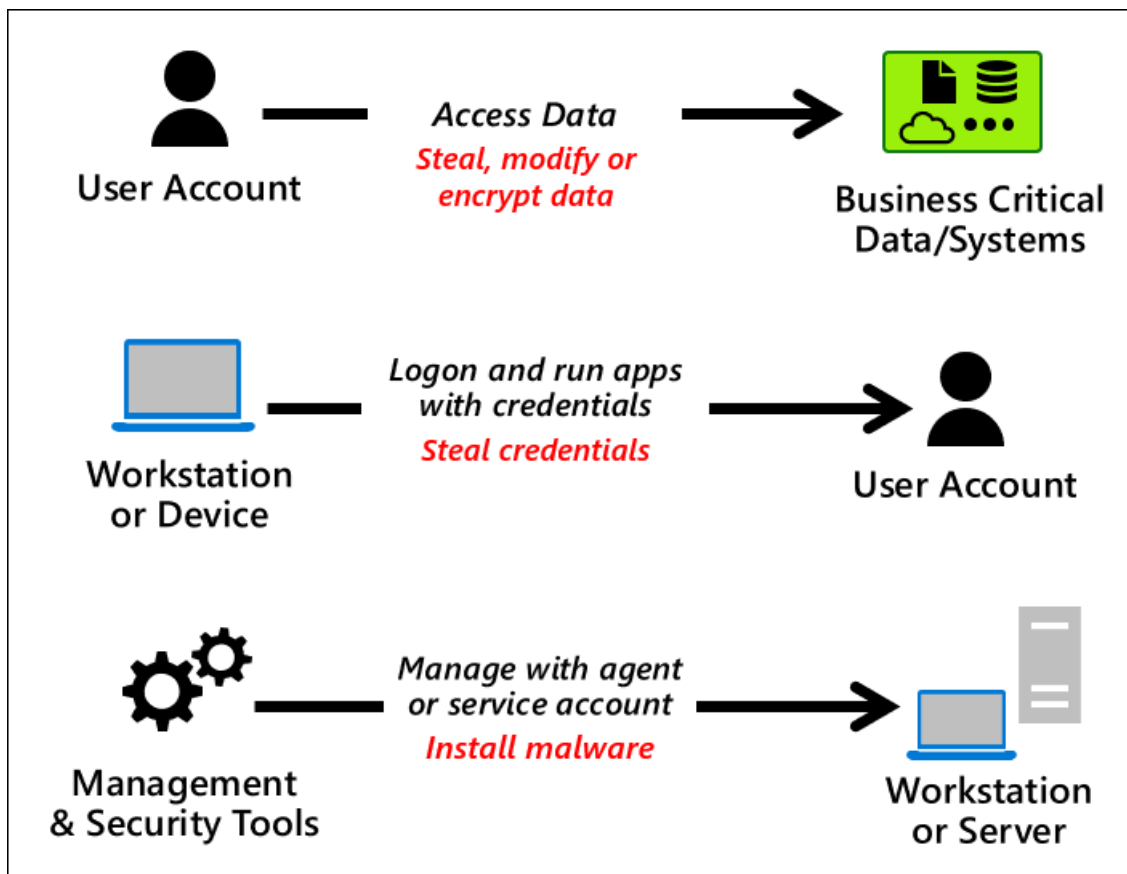 Access Data
Steal, modify or
encrypt data
User Account
Business Critical
Data/Systems
Logon and run apps
with credentials
Steal credentials
Workstation
or Device
User Account
Manage with agent
or service account
Install malware
Management
& Security Tools
Workstation
or Server